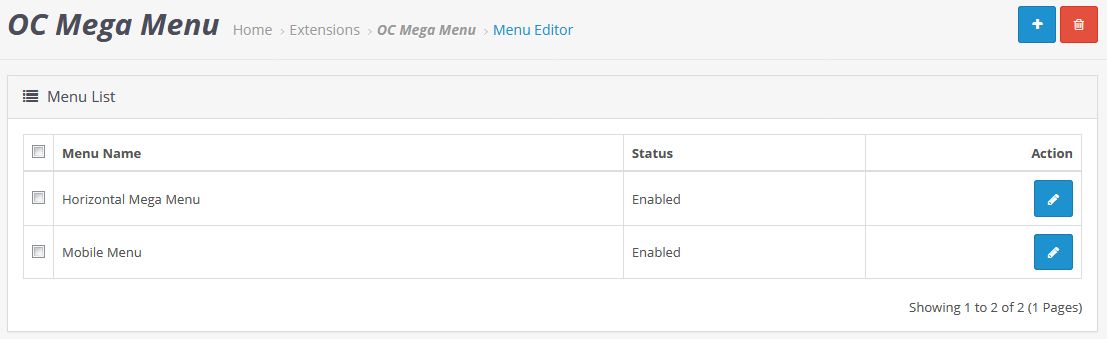 OC Mega Menu Home › Extensions › OC Mega Menu › Menu Editor
Menu List
Menu Name Status Action
Horizontal Mega Menu Enabled
Mobile Menu Enabled
Showing 1 to 2 of 2 (1 Pages)